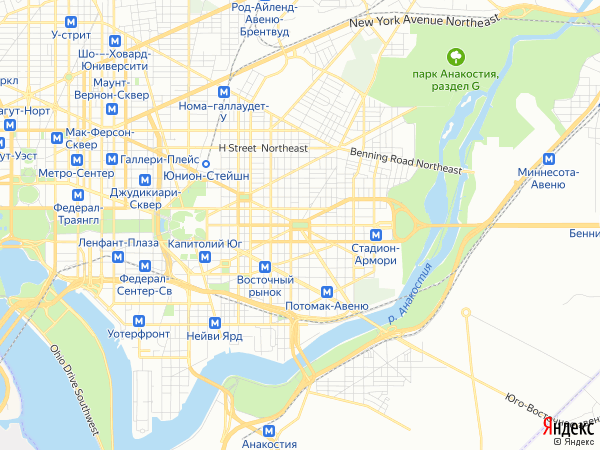 Род-Айленд-
Авеню-
Брентвуд
New York Avenue Northeast
У-стрит
Шо---Ховард-
Юниверсити
парк Анакостия,
раздел G
Маунт-
Вернон-Сквер
Нома-галлаудет-
У
Мак-Ферсон-
Сквер
H Street Northeast
Benning Road Northeast
Галлери-Плейс
Юнион-Стейшн
Метро-Сентер
Миннесота-
Авеню
Джудикиари-
Сквер
Федерал-
Траянгл
Ленфант-Плаза
Капитолий Юг
Стадион-
Армори
Федерал-
Сентер-Св
Восточный
рынок
р. Анакостия
Потомак-Авеню
Уотерфронт
Нейви Ярд
Ohio Drive Southwest
Анакостия
Яндекс
© Яндекс